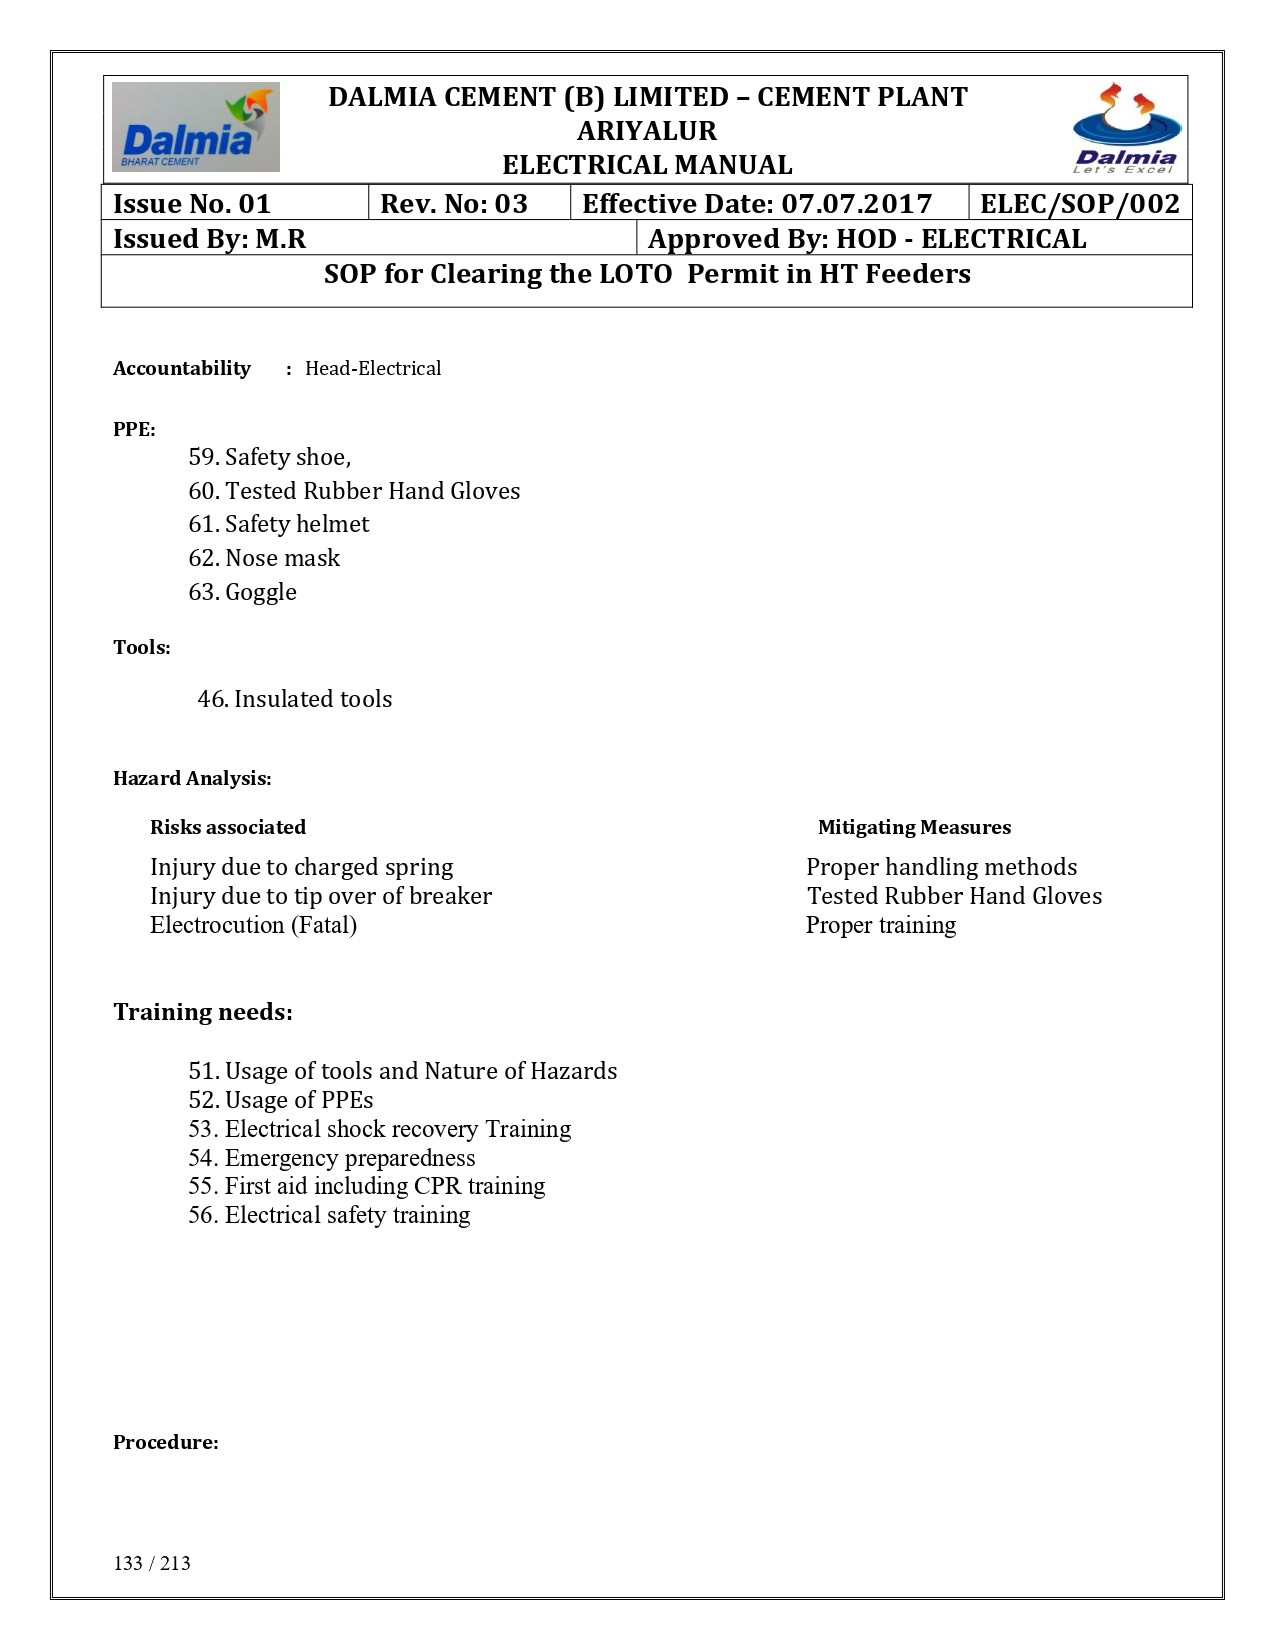 Dalmia
BHARAT CEMENT
DALMIA CEMENT (B) LIMITED – CEMENT PLANT
ARIYALUR
ELECTRICAL MANUAL
Dalmia
Let's Excel
Issue No. 01 Rev. No: 03 Effective Date: 07.07.2017 ELEC/SOP/002
Issued By: M.R Approved By: HOD - ELECTRICAL
SOP for Clearing the LOTO Permit in HT Feeders
Accountability : Head-Electrical
PPE:
59. Safety shoe,
60. Tested Rubber Hand Gloves
61. Safety helmet
62. Nose mask
63. Goggle
Tools:
46. Insulated tools
Hazard Analysis:
Risks associated Mitigating Measures
Injury due to charged spring Proper handling methods
Injury due to tip over of breaker Tested Rubber Hand Gloves
Electrocution (Fatal) Proper training
Training needs:
51. Usage of tools and Nature of Hazards
52. Usage of PPEs
53. Electrical shock recovery Training
54. Emergency preparedness
55. First aid including CPR training
56. Electrical safety training
Procedure:
133 / 213